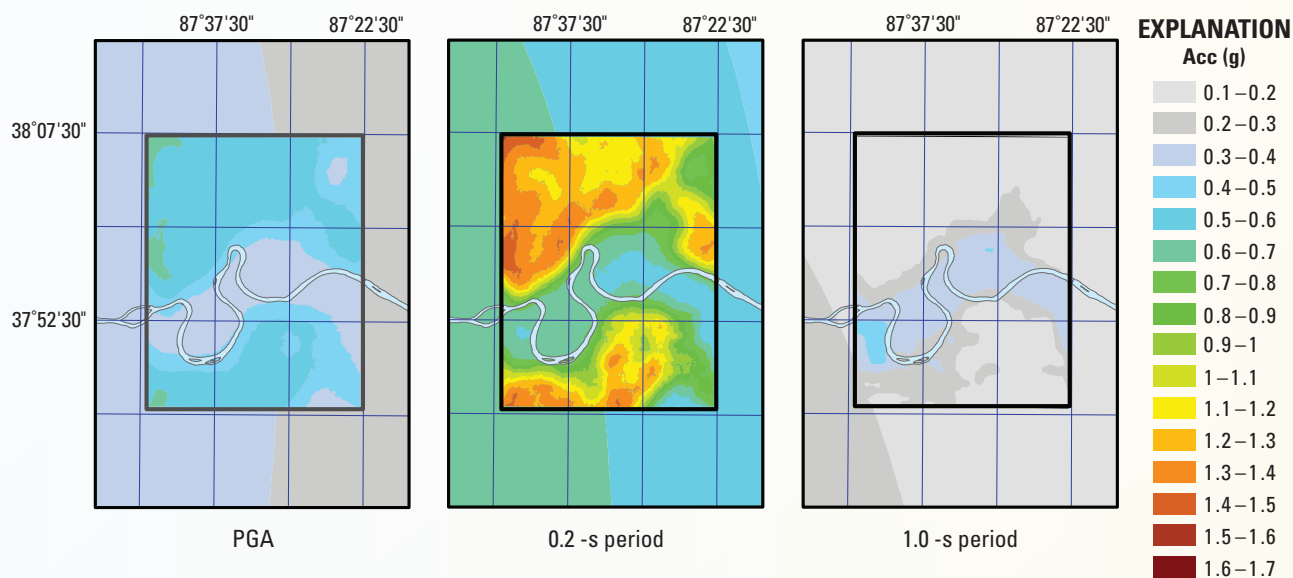 87°37'30" 87°22'30"
87°37'30" 87°22'30"
87°37'30" 87°22'30"
38°07'30"
37°52'30"
PGA
0.2 -s period
1.0 -s period
EXPLANATION
Acc (g)
0.1 – 0.2
0.2 – 0.3
0.3 – 0.4
0.4 – 0.5
0.5 – 0.6
0.6 – 0.7
0.7 – 0.8
0.8 – 0.9
0.9 – 1
1 – 1.1
1.1 – 1.2
1.2 – 1.3
1.3 – 1.4
1.4 – 1.5
1.5 – 1.6
1.6 – 1.7